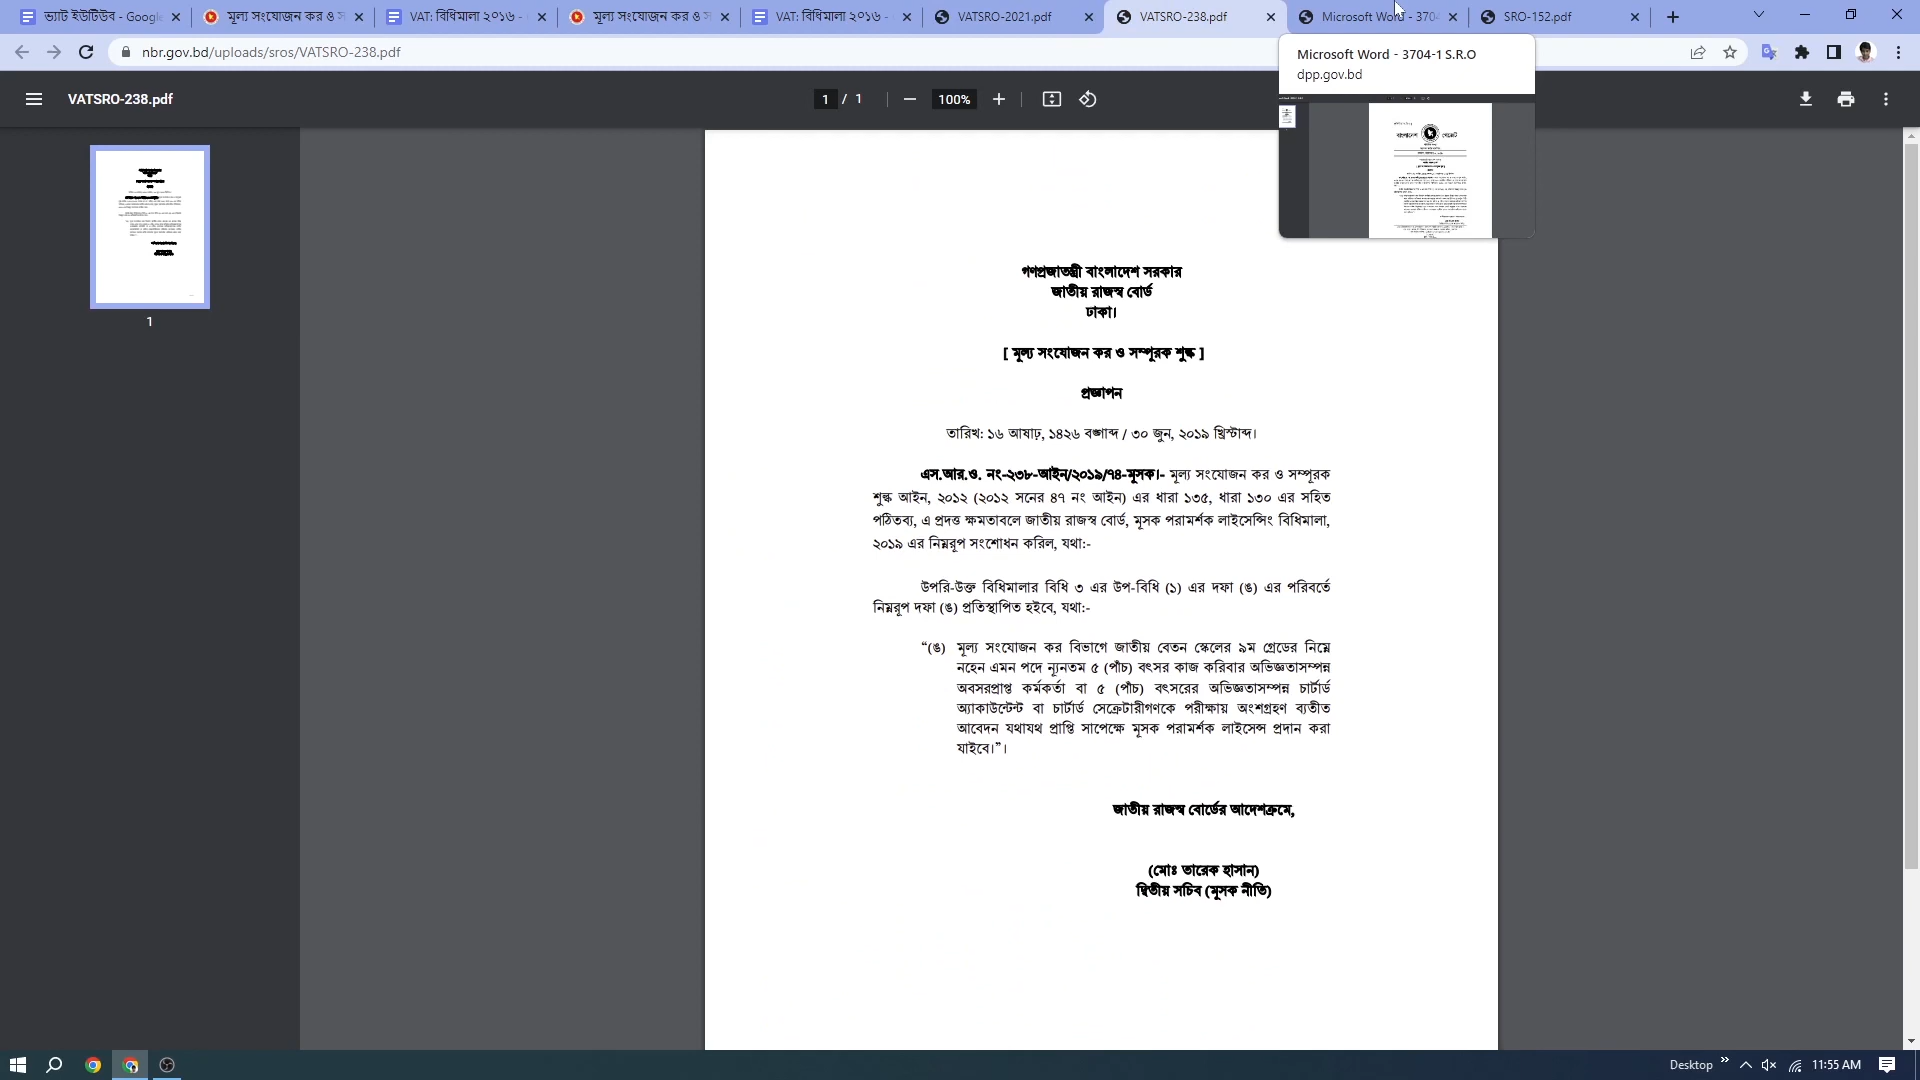 ভ্যাট ইউটিউব - Google
মূল্য সংযোজন কর ও স
VAT: বিধিমালা ২০১৬ -
মূল্য সংযোজন কর ও স
VAT: বিধিমালা ২০১৬ -
VATSRO-2021.pdf
VATSRO-238.pdf
Microsoft Word - 3704
SRO-152.pdf
nbr.gov.bd/uploads/sros/VATSRO-238.pdf
Microsoft Word - 3704-1 S.R.O
dpp.gov.bd
VATSRO-238.pdf
1 / 1
100%
1
গণপ্রজাতন্ত্রী বাংলাদেশ সরকার
জাতীয় রাজস্ব বোর্ড
ঢাকা।
[ মূল্য সংযোজন কর ও সম্পূরক শুল্ক ]
প্রজ্ঞাপন
তারিখ: ১৬ আষাঢ়, ১৪২৬ বঙ্গাব্দ / ৩০ জুন, ২০১৯ খ্রিস্টাব্দ।
এস.আর.ও. নং-২৩৮-আইন/২০১৯/৭৪-মূসক।- মূল্য সংযোজন কর ও সম্পূরক
শুল্ক আইন, ২০১২ (২০১২ সনের ৪৭ নং আইন) এর ধারা ১৩৫, ধারা ১৩০ এর সহিত
পঠিতব্য, এ প্রদত্ত ক্ষমতাবলে জাতীয় রাজস্ব বোর্ড, মূসক পরামর্শক লাইসেন্সিং বিধিমালা,
২০১৯ এর নিম্নরূপ সংশোধন করিল, যথা:-
উপরি-উক্ত বিধিমালার বিধি ৩ এর উপ-বিধি (১) এর দফা (ঙ) এর পরিবর্তে
নিম্নরূপ দফা (ঙ) প্রতিস্থাপিত হইবে, যথা:-
“(ঙ) মূল্য সংযোজন কর বিভাগে জাতীয় বেতন স্কেলের ৯ম গ্রেডের নিম্নে
নহেন এমন পদে ন্যূনতম ৫ (পাঁচ) বৎসর কাজ করিবার অভিজ্ঞতাসম্পন্ন
অবসরপ্রাপ্ত কর্মকর্তা বা ৫ (পাঁচ) বৎসরের অভিজ্ঞতাসম্পন্ন চার্টার্ড
অ্যাকাউন্টেন্ট বা চার্টার্ড সেক্রেটারীগণকে পরীক্ষায় অংশগ্রহণ ব্যতীত
আবেদন যথাযথ প্রাপ্তি সাপেক্ষে মূসক পরামর্শক লাইসেন্স প্রদান করা
যাইবে।”।
জাতীয় রাজস্ব বোর্ডের আদেশক্রমে,
(মোঃ তারেক হাসান)
দ্বিতীয় সচিব (মূসক নীতি)
Desktop
11:55 AM